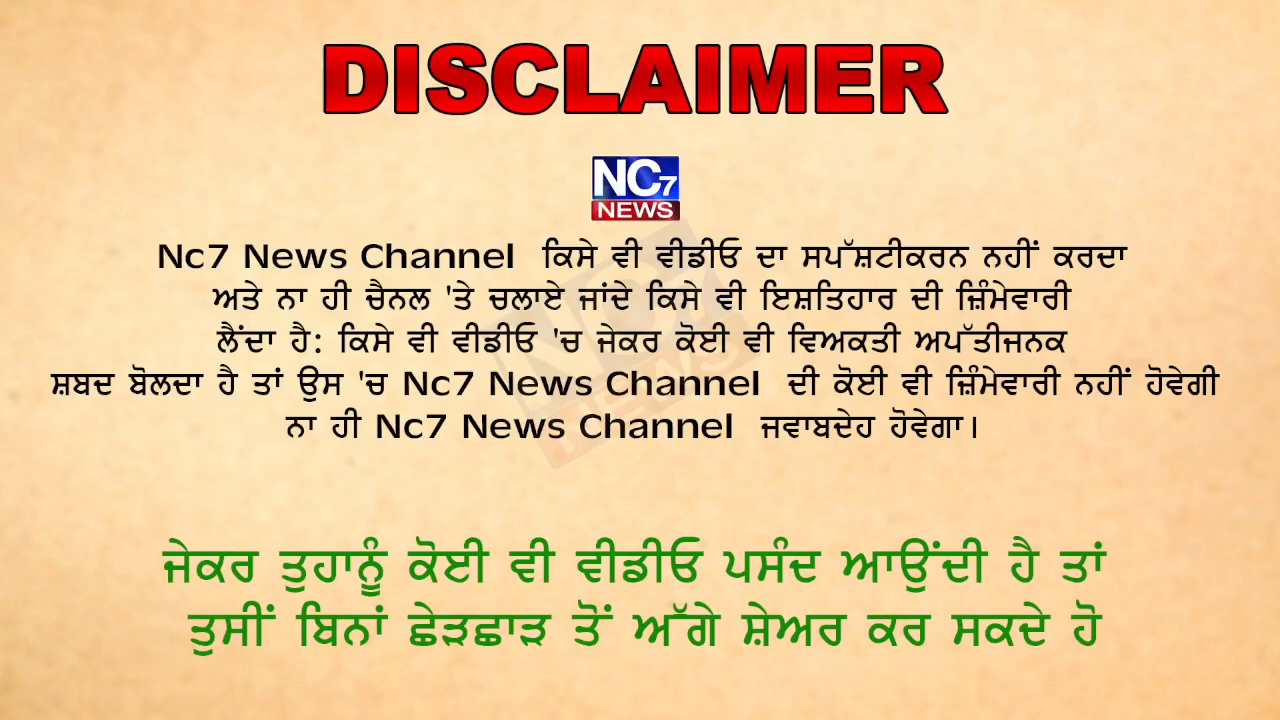 DISCLAIMER
NC7
NEWS
Nc7 News Channel ਕਿਸੇ ਵੀ ਵੀਡੀਓ ਦਾ ਸਪੱਸ਼ਟੀਕਰਨ ਨਹੀਂ ਕਰਦਾ
ਅਤੇ ਨਾ ਹੀ ਚੈਨਲ 'ਤੇ ਚਲਾਏ ਜਾਂਦੇ ਕਿਸੇ ਵੀ ਇਸ਼ਤਿਹਾਰ ਦੀ ਜ਼ਿੰਮੇਵਾਰੀ
ਲੈਂਦਾ ਹੈ: ਕਿਸੇ ਵੀ ਵੀਡੀਓ 'ਚ ਜੇਕਰ ਕੋਈ ਵੀ ਵਿਅਕਤੀ ਅਪੱਤੀਜਨਕ
ਸ਼ਬਦ ਬੋਲਦਾ ਹੈ ਤਾਂ ਉਸ 'ਚ Nc7 News Channel ਦੀ ਕੋਈ ਵੀ ਜ਼ਿੰਮੇਵਾਰੀ ਨਹੀਂ ਹੋਵੇਗੀ
ਨਾ ਹੀ Nc7 News Channel ਜਵਾਬਦੇਹ ਹੋਵੇਗਾ।
ਜੇਕਰ ਤੁਹਾਨੂੰ ਕੋਈ ਵੀ ਵੀਡੀਓ ਪਸੰਦ ਆਉਂਦੀ ਹੈ ਤਾਂ
ਤੁਸੀਂ ਬਿਨਾਂ ਛੇੜਛਾੜ ਤੋਂ ਅੱਗੇ ਸ਼ੇਅਰ ਕਰ ਸਕਦੇ ਹੋ